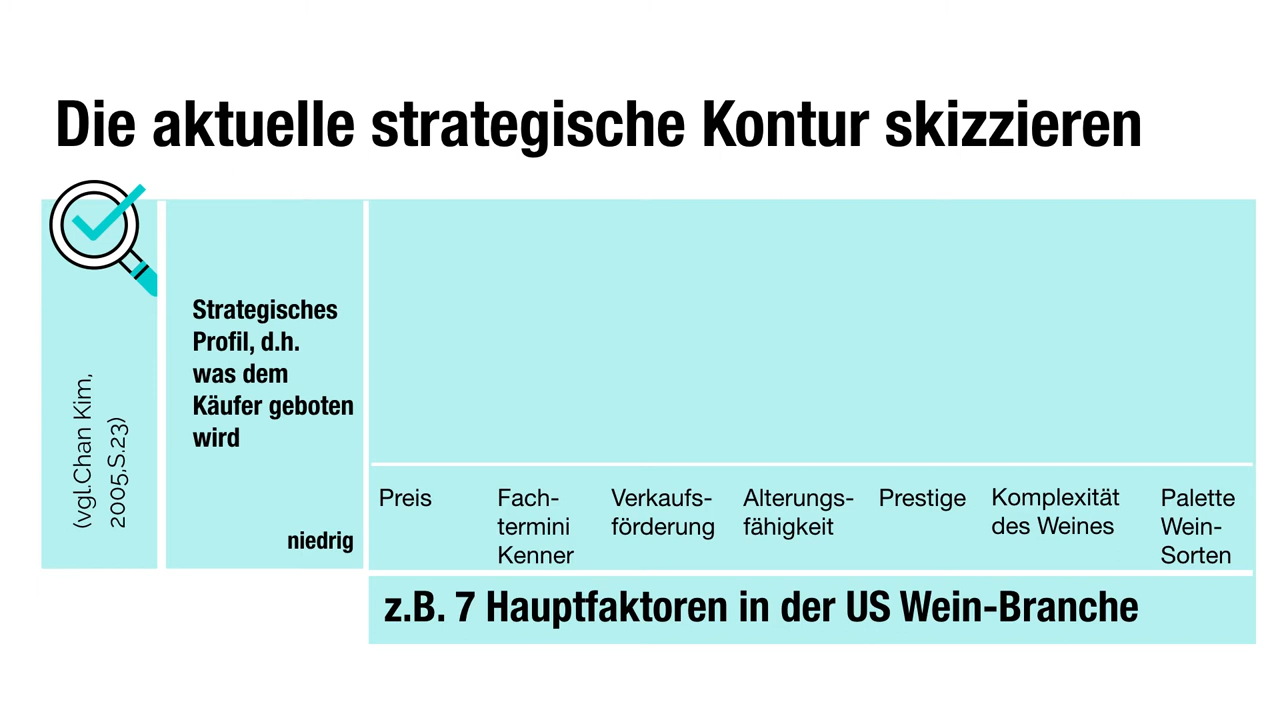 Die aktuelle strategische Kontur skizzieren
(vgl.Chan Kim,
2005,S.23)
Strategisches
Profil, d.h.
was dem
Käufer geboten
wird
niedrig
Preis
Fach-
termini
Kenner
Verkaufs-
förderung
Alterungs-
fähigkeit
Prestige
Komplexität
des Weines
Palette
Wein-
Sorten
z.B. 7 Hauptfaktoren in der US Wein-Branche